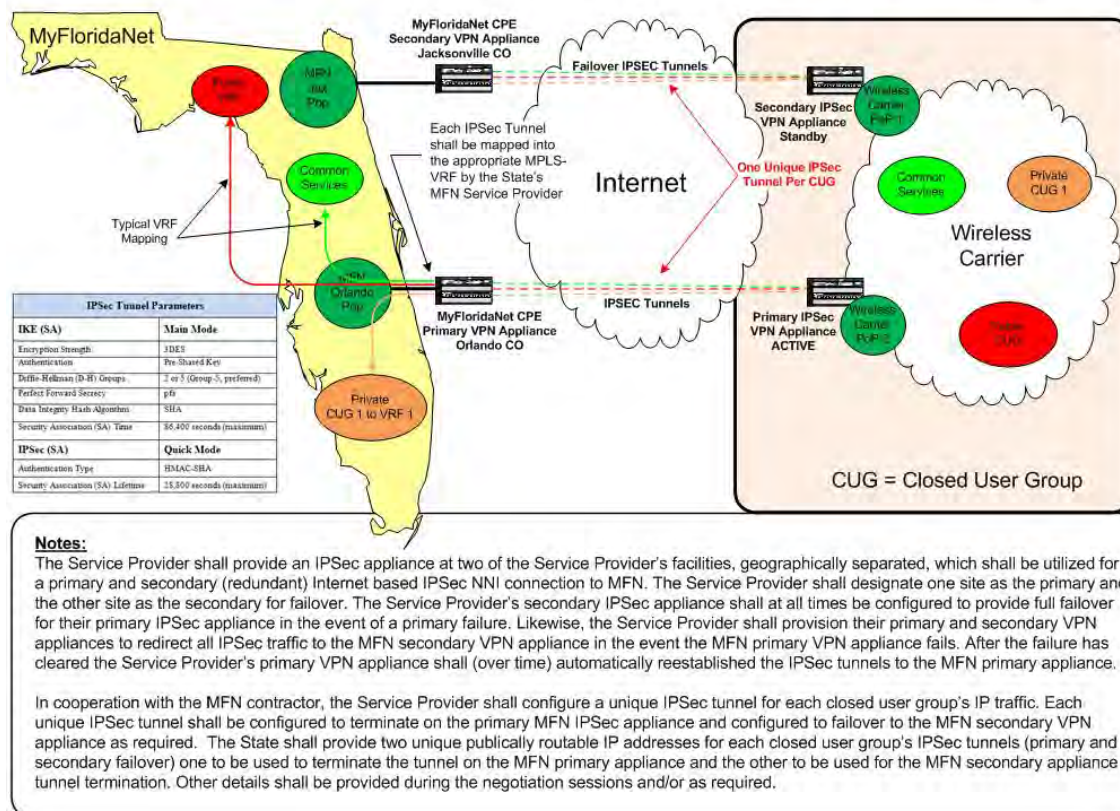 MyFloridaNet
MyFloridaNet CPE
Secondary VPN Appliance
Jacksonville CO
Failover IPSEC Tunnels
MFN
Jax
Pop
Wireless
Carrier
PoP 1
Secondary IPSec
VPN Appliance
Standby
Each IPSec Tunnel
shall be mapped into
the appropriate MPLS-
VRF by the State's
MFN Service Provider
One Unique IPSec
Tunnel Per CUG
Internet
Common
Services
Common
Services
Private
CUG 1
Wireless
Carrier
Typical VRF
Mapping
MFN
Orlando
Pop
MyFloridaNet CPE
Primary VPN Appliance
Orlando CO
IPSEC Tunnels
Primary IPSec
VPN Appliance
ACTIVE
Wireless
Carrier
PoP 2
CUG
Private
CUG 1 to VRF 1
IPSec Tunnel Parameters
IKE (SA) Main Mode
Encryption Strength 3DES
Authentication Pre-Shared Key
Diffie-Hellman (D-H) Groups 2 or 5 (Group-5, preferred)
Perfect Forward Secrecy pfs
Data Integrity Hash Algorithm SHA
Security Association (SA) Time 86,400 seconds (maximum)
IPSec (SA) Quick Mode
Authentication Type HMAC-SHA
Security Association (SA) Lifetime 28,800 seconds (maximum)
CUG = Closed User Group
Notes:
The Service Provider shall provide an IPSec appliance at two of the Service Provider's facilities, geographically separated, which shall be utilized for
a primary and secondary (redundant) Internet based IPSec NNI connection to MFN. The Service Provider shall designate one site as the primary and
the other site as the secondary for failover. The Service Provider's secondary IPSec appliance shall at all times be configured to provide full failover
for their primary IPSec appliance in the event of a primary failure. Likewise, the Service Provider shall provision their primary and secondary VPN
appliances to redirect all IPSec traffic to the MFN secondary VPN appliance in the event the MFN primary VPN appliance fails. After the failure has
cleared the Service Provider's primary VPN appliance shall (over time) automatically reestablished the IPSec tunnels to the MFN primary appliance.
In cooperation with the MFN contractor, the Service Provider shall configure a unique IPSec tunnel for each closed user group's IP traffic. Each
unique IPSec tunnel shall be configured to terminate on the primary MFN IPSec appliance and configured to failover to the MFN secondary VPN
appliance as required. The State shall provide two unique publically routable IP addresses for each closed user group's IPSec tunnels (primary and
secondary failover) one to be used to terminate the tunnel on the MFN primary appliance and the other to be used for the MFN secondary appliance
tunnel termination. Other details shall be provided during the negotiation sessions and/or as required.